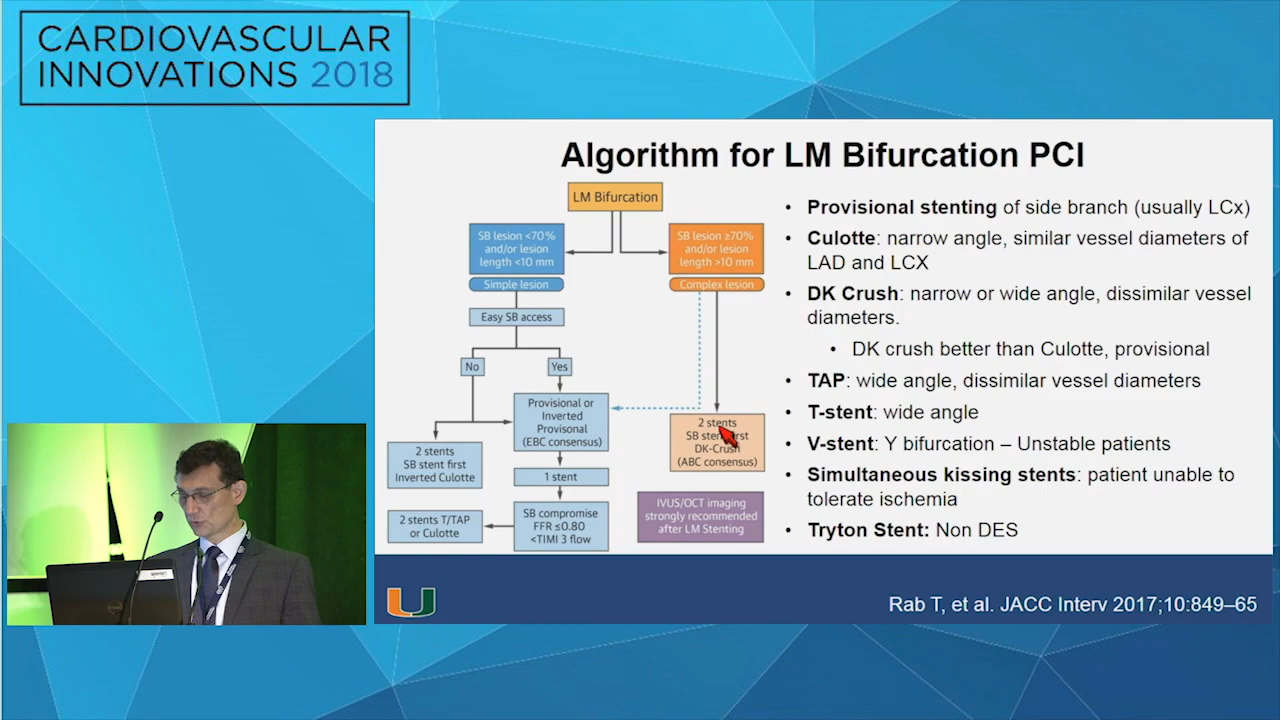 CARDIOVASCULAR
INNOVATIONS 2018
Algorithm for LM Bifurcation PCI
LM Bifurcation
SB lesion <70%
and/or lesion
length <10 mm
Simple lesion
SB lesion ≥70%
and/or lesion
length >10 mm
Complex lesion
Easy SB access
No
Yes
Provisional or
Inverted
Provisional
(EBC consensus)
2 stents
SB stent first
DK-Crush
(ABC consensus)
2 stents
SB stent first
Inverted Culotte
1 stent
SB compromise
FFR ≤0.80
<TIMI 3 flow
2 stents T/TAP
or Culotte
IVUS/OCT imaging
strongly recommended
after LM Stenting
• Provisional stenting of side branch (usually LCx)
• Culotte: narrow angle, similar vessel diameters of
LAD and LCX
• DK Crush: narrow or wide angle, dissimilar vessel
diameters.
• DK crush better than Culotte, provisional
• TAP: wide angle, dissimilar vessel diameters
• T-stent: wide angle
• V-stent: Y bifurcation – Unstable patients
• Simultaneous kissing stents: patient unable to
tolerate ischemia
• Tryton Stent: Non DES
Rab T, et al. JACC Interv 2017;10:849–65